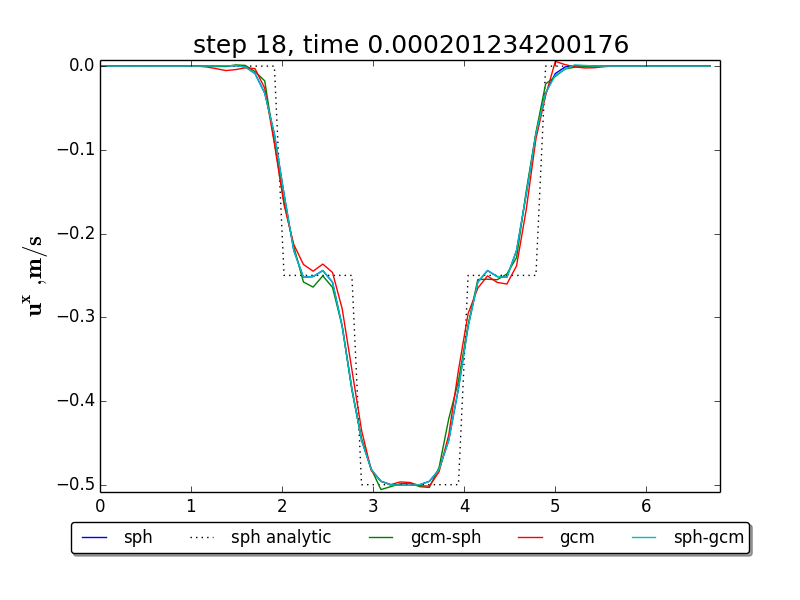 step 18, time 0.000201234200176
0.0
−0.1
−0.2
−0.3
−0.4
−0.5
u^x ,m/s
0 1 2 3 4 5 6
sph sph analytic gcm-sph gcm sph-gcm